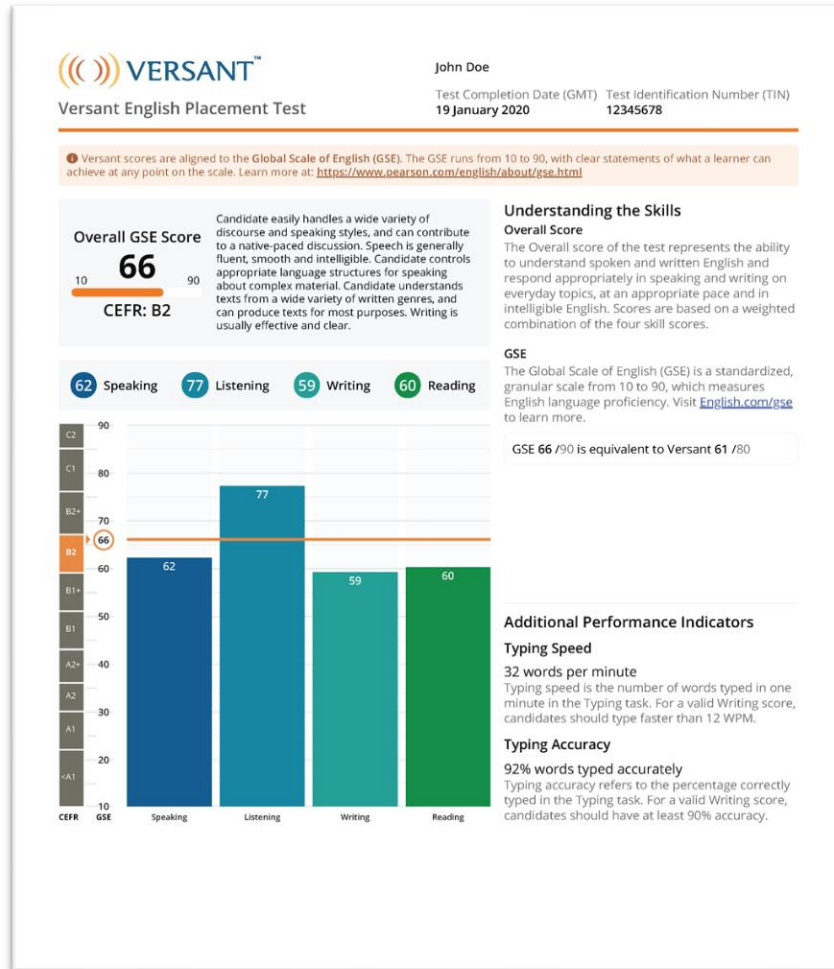 ((( ))) VERSANT™
Versant English Placement Test
John Doe
Test Completion Date (GMT) Test Identification Number (TIN)
19 January 2020 12345678
Versant scores are aligned to the Global Scale of English (GSE). The GSE runs from 10 to 90, with clear statements of what a learner can
achieve at any point on the scale. Learn more at: https://www.pearson.com/english/about/gse.html
Overall GSE Score
66
10 90
CEFR: B2
Candidate easily handles a wide variety of
discourse and speaking styles, and can contribute
to a native-paced discussion. Speech is generally
fluent, smooth and intelligible. Candidate controls
appropriate language structures for speaking
about complex material. Candidate understands
texts from a wide variety of written genres, and
can produce texts for most purposes. Writing is
usually effective and clear.
62 Speaking 77 Listening 59 Writing 60 Reading
C2
C1
B2+
B2
B1+
B1
A2+
A2
A1
<A1
CEFR
90
80
70
66
60
50
40
30
20
10
GSE
62
77
59
60
Speaking Listening Writing Reading
Understanding the Skills
Overall Score
The Overall score of the test represents the ability
to understand spoken and written English and
respond appropriately in speaking and writing on
everyday topics, at an appropriate pace and in
intelligible English. Scores are based on a weighted
combination of the four skill scores.
GSE
The Global Scale of English (GSE) is a standardized,
granular scale from 10 to 90, which measures
English language proficiency. Visit English.com/gse
to learn more.
GSE 66 /90 is equivalent to Versant 61 /80
Additional Performance Indicators
Typing Speed
32 words per minute
Typing speed is the number of words typed in one
minute in the Typing task. For a valid Writing score,
candidates should type faster than 12 WPM.
Typing Accuracy
92% words typed accurately
Typing accuracy refers to the percentage correctly
typed in the Typing task. For a valid Writing score,
candidates should have at least 90% accuracy.